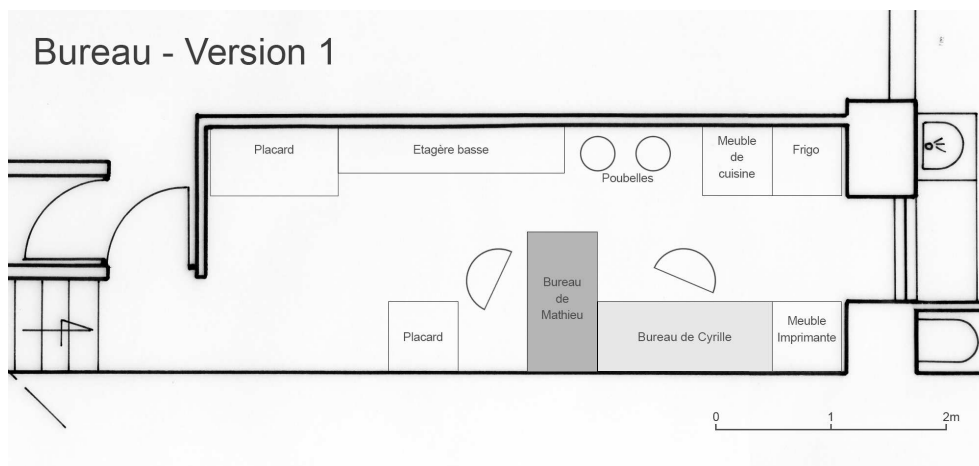 Bureau - Version 1
Placard
Etagère basse
Poubelles
Meuble
de
cuisine
Frigo
Bureau
de
Mathieu
Placard
Bureau de Cyrille
Meuble
Imprimante
0
1
2m